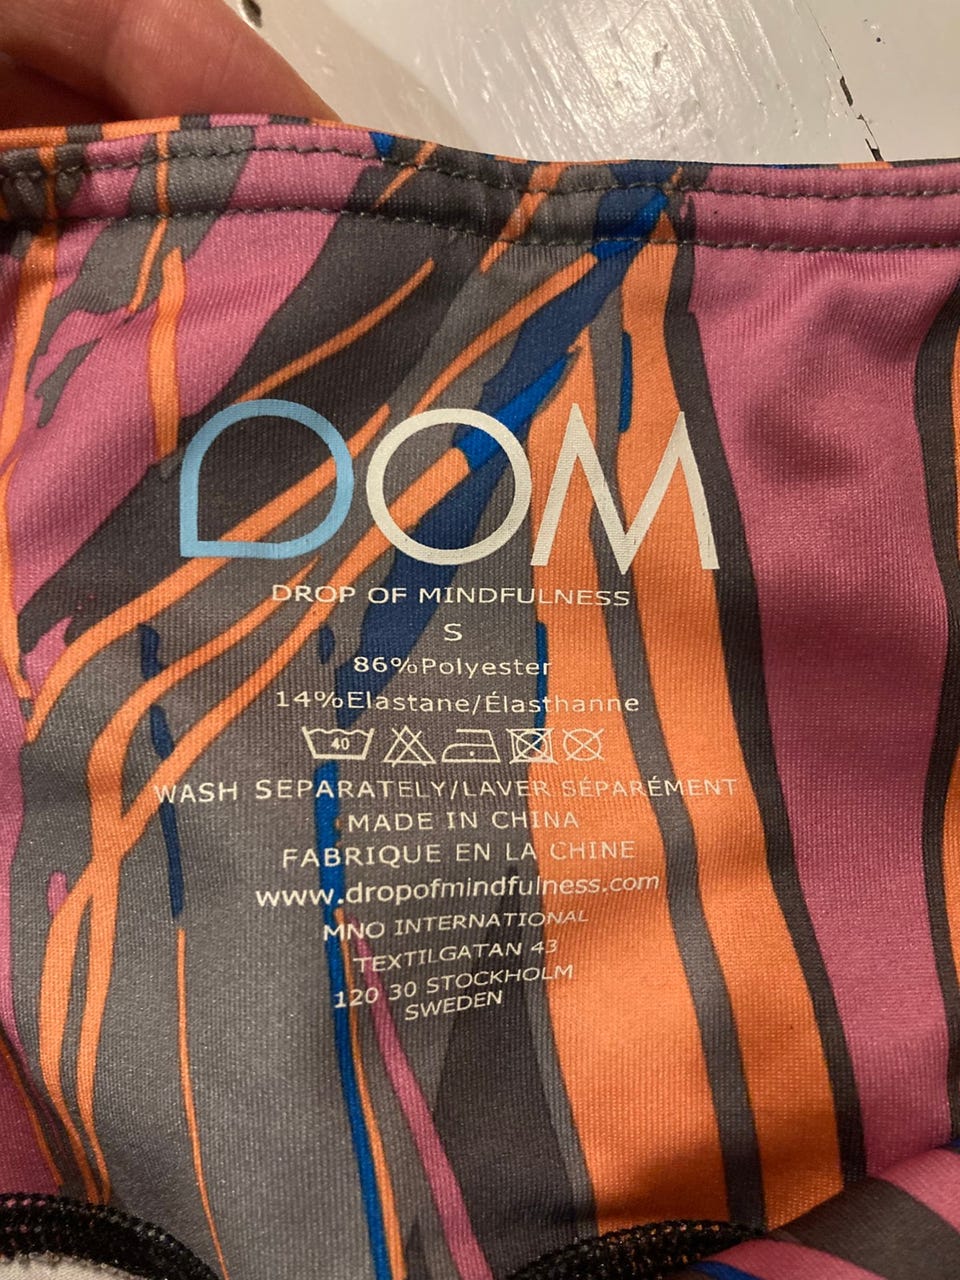 DOM
DROP OF MINDFULNESS
S
86%Polyester
14%Elastane/Élasthanne
40
WASH SEPARATELY/LAVER SÉPARÉMENT
MADE IN CHINA
FABRIQUE EN LA CHINE
www.dropofmindfulness.com
MNO INTERNATIONAL
TEXTILGATAN 43
120 30 STOCKHOLM
SWEDEN